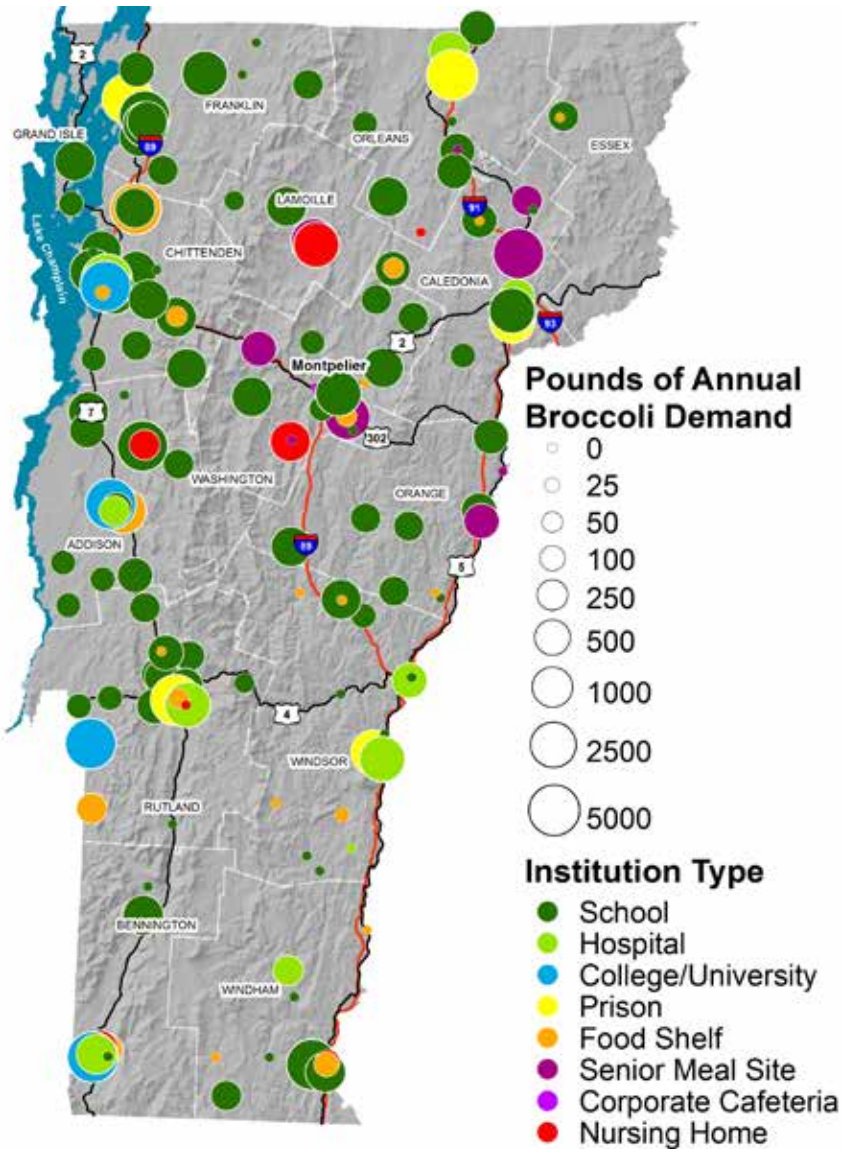 2
FRANKLIN
GRAND ISLE
89
ORLEANS
ESSEX
LAMOILLE
91
Lake Champlain
CHITTENDEN
CALEDONIA
93
2
Montpelier
7
302
WASHINGTON
ORANGE
ADDISON
89
5
4
WINDSOR
RUTLAND
BENNINGTON
WINDHAM
Pounds of Annual
Broccoli Demand
0
25
50
100
250
500
1000
2500
5000
Institution Type
School
Hospital
College/University
Prison
Food Shelf
Senior Meal Site
Corporate Cafeteria
Nursing Home